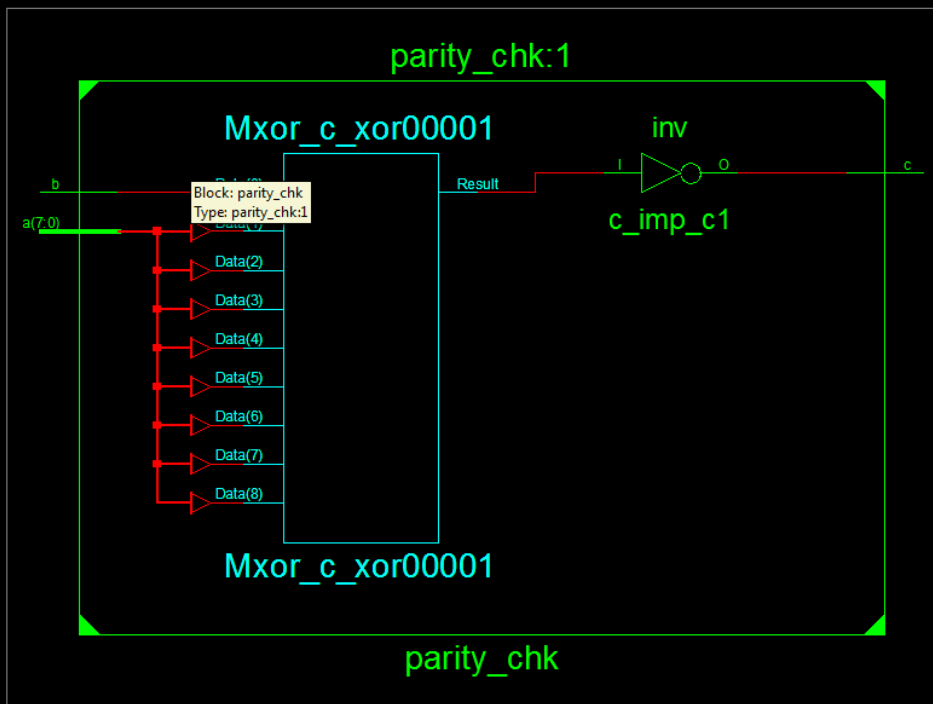 parity_chk:1
Mxor_c_xor00001
inv
b
Block: parity_chk
Type: parity_chk:1
Result
I
O
c
a(7:0)
c_imp_c1
Data(2)
Data(3)
Data(4)
Data(5)
Data(6)
Data(7)
Data(8)
Mxor_c_xor00001
parity_chk